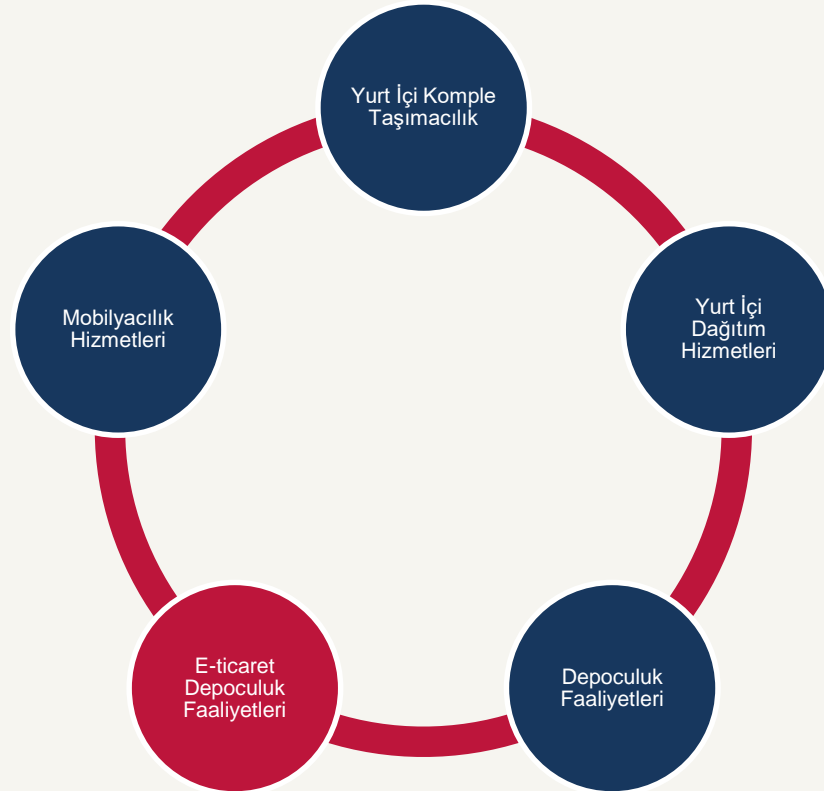 Yurt İçi Komple
Taşımacılık
Yurt İçi
Dağıtım
Hizmetleri
Depoculuk
Faaliyetleri
E-ticaret
Depoculuk
Faaliyetleri
Mobilyacılık
Hizmetleri